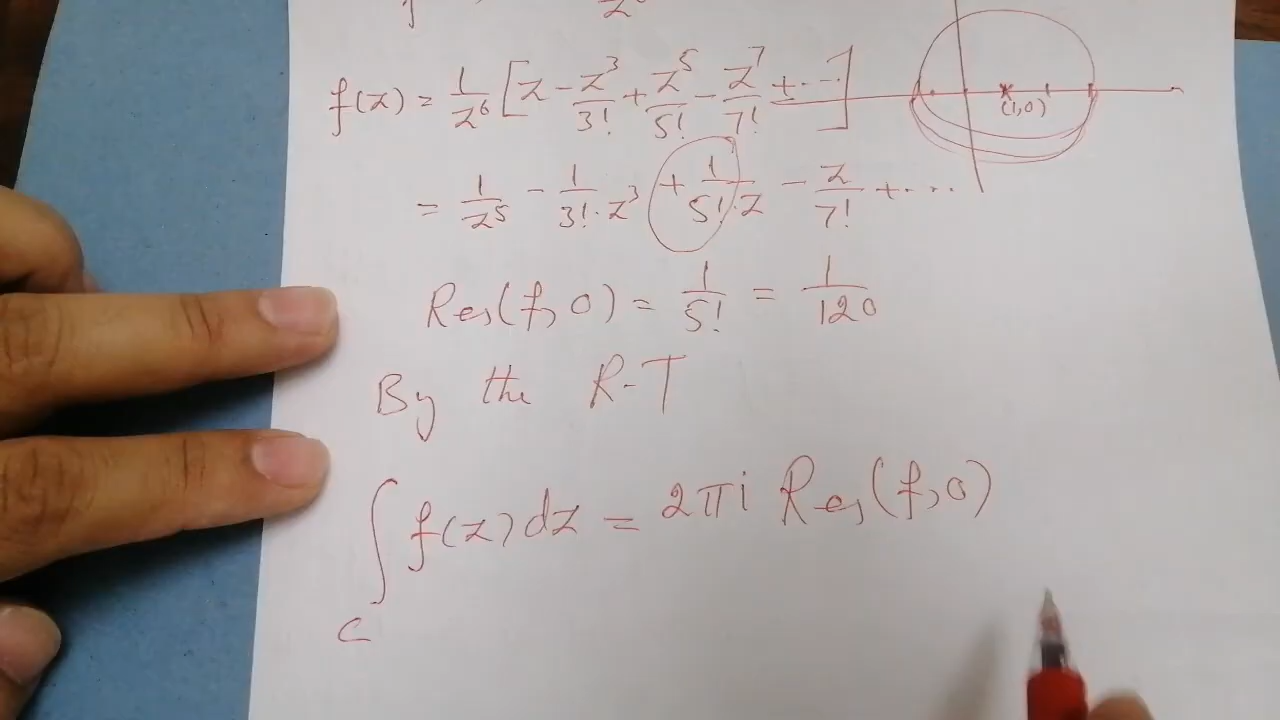 f(z) = 1/z⁶ [z - z³/3! + z⁵/5! - z⁷/7! + ...]
(1,0)
= 1/z⁵ - 1/3!·z³ + 1/5!·z - z/7! + ...
Res(f,0) = 1/5! = 1/120
By the R-T
∫_C f(z)dz = 2πi Res(f,0)